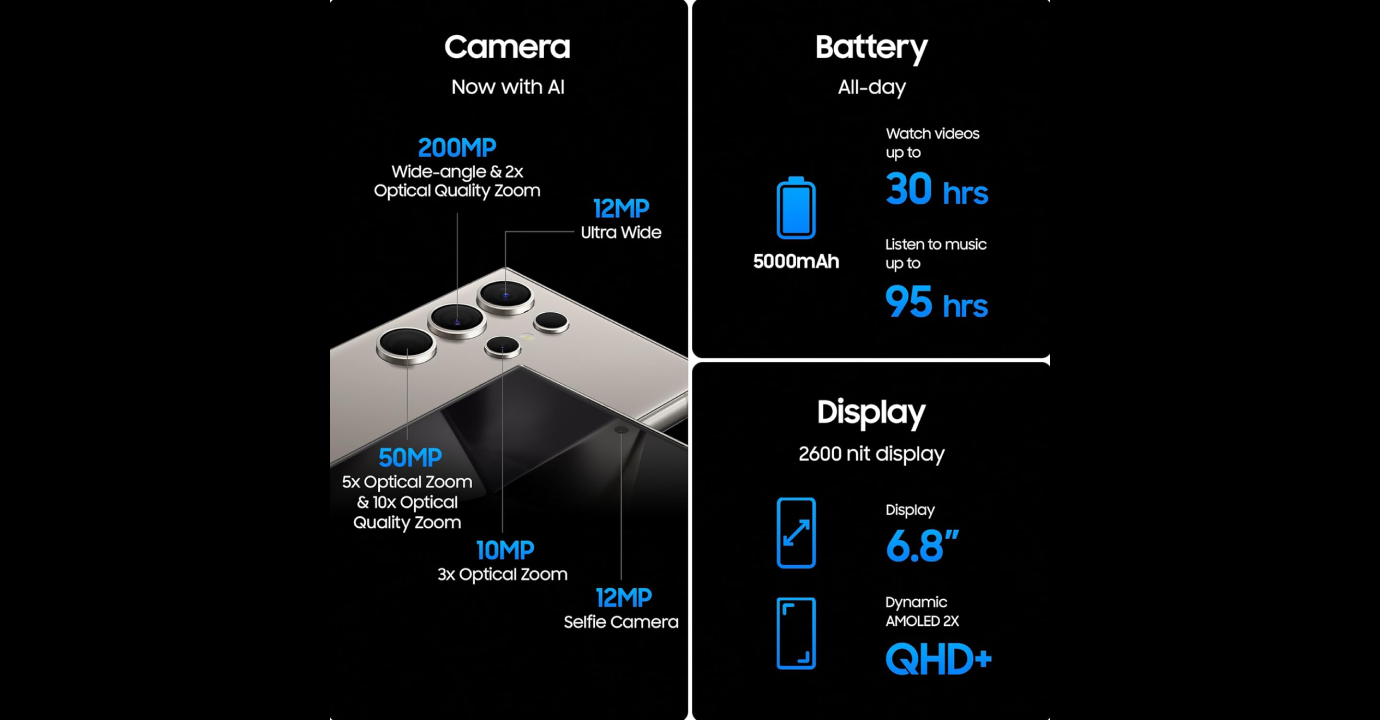 Camera
Now with AI
200MP
Wide-angle & 2x
Optical Quality Zoom
12MP
Ultra Wide
50MP
5x Optical Zoom
& 10x Optical
Quality Zoom
10MP
3x Optical Zoom
12MP
Selfie Camera
Battery
All-day
5000mAh
Watch videos
up to
30 hrs
Listen to music
up to
95 hrs
Display
2600 nit display
Display
6.8”
Dynamic
AMOLED 2X
QHD+